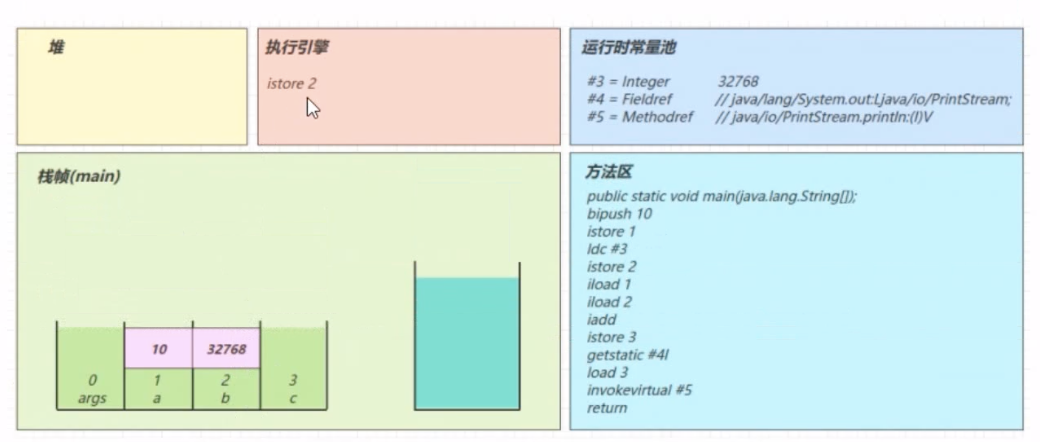 堆
执行引擎
istore 2
运行时常量池
#3 = Integer 32768
#4 = Fieldref // java/lang/System.out:Ljava/io/PrintStream;
#5 = Methodref // java/io/PrintStream.println:(I)V
栈帧(main)
10 32768
0 1 2 3
args a b c
方法区
public static void main(java.lang.String[]);
bipush 10
istore 1
ldc #3
istore 2
iload 1
iload 2
iadd
istore 3
getstatic #4l
load 3
invokevirtual #5
return